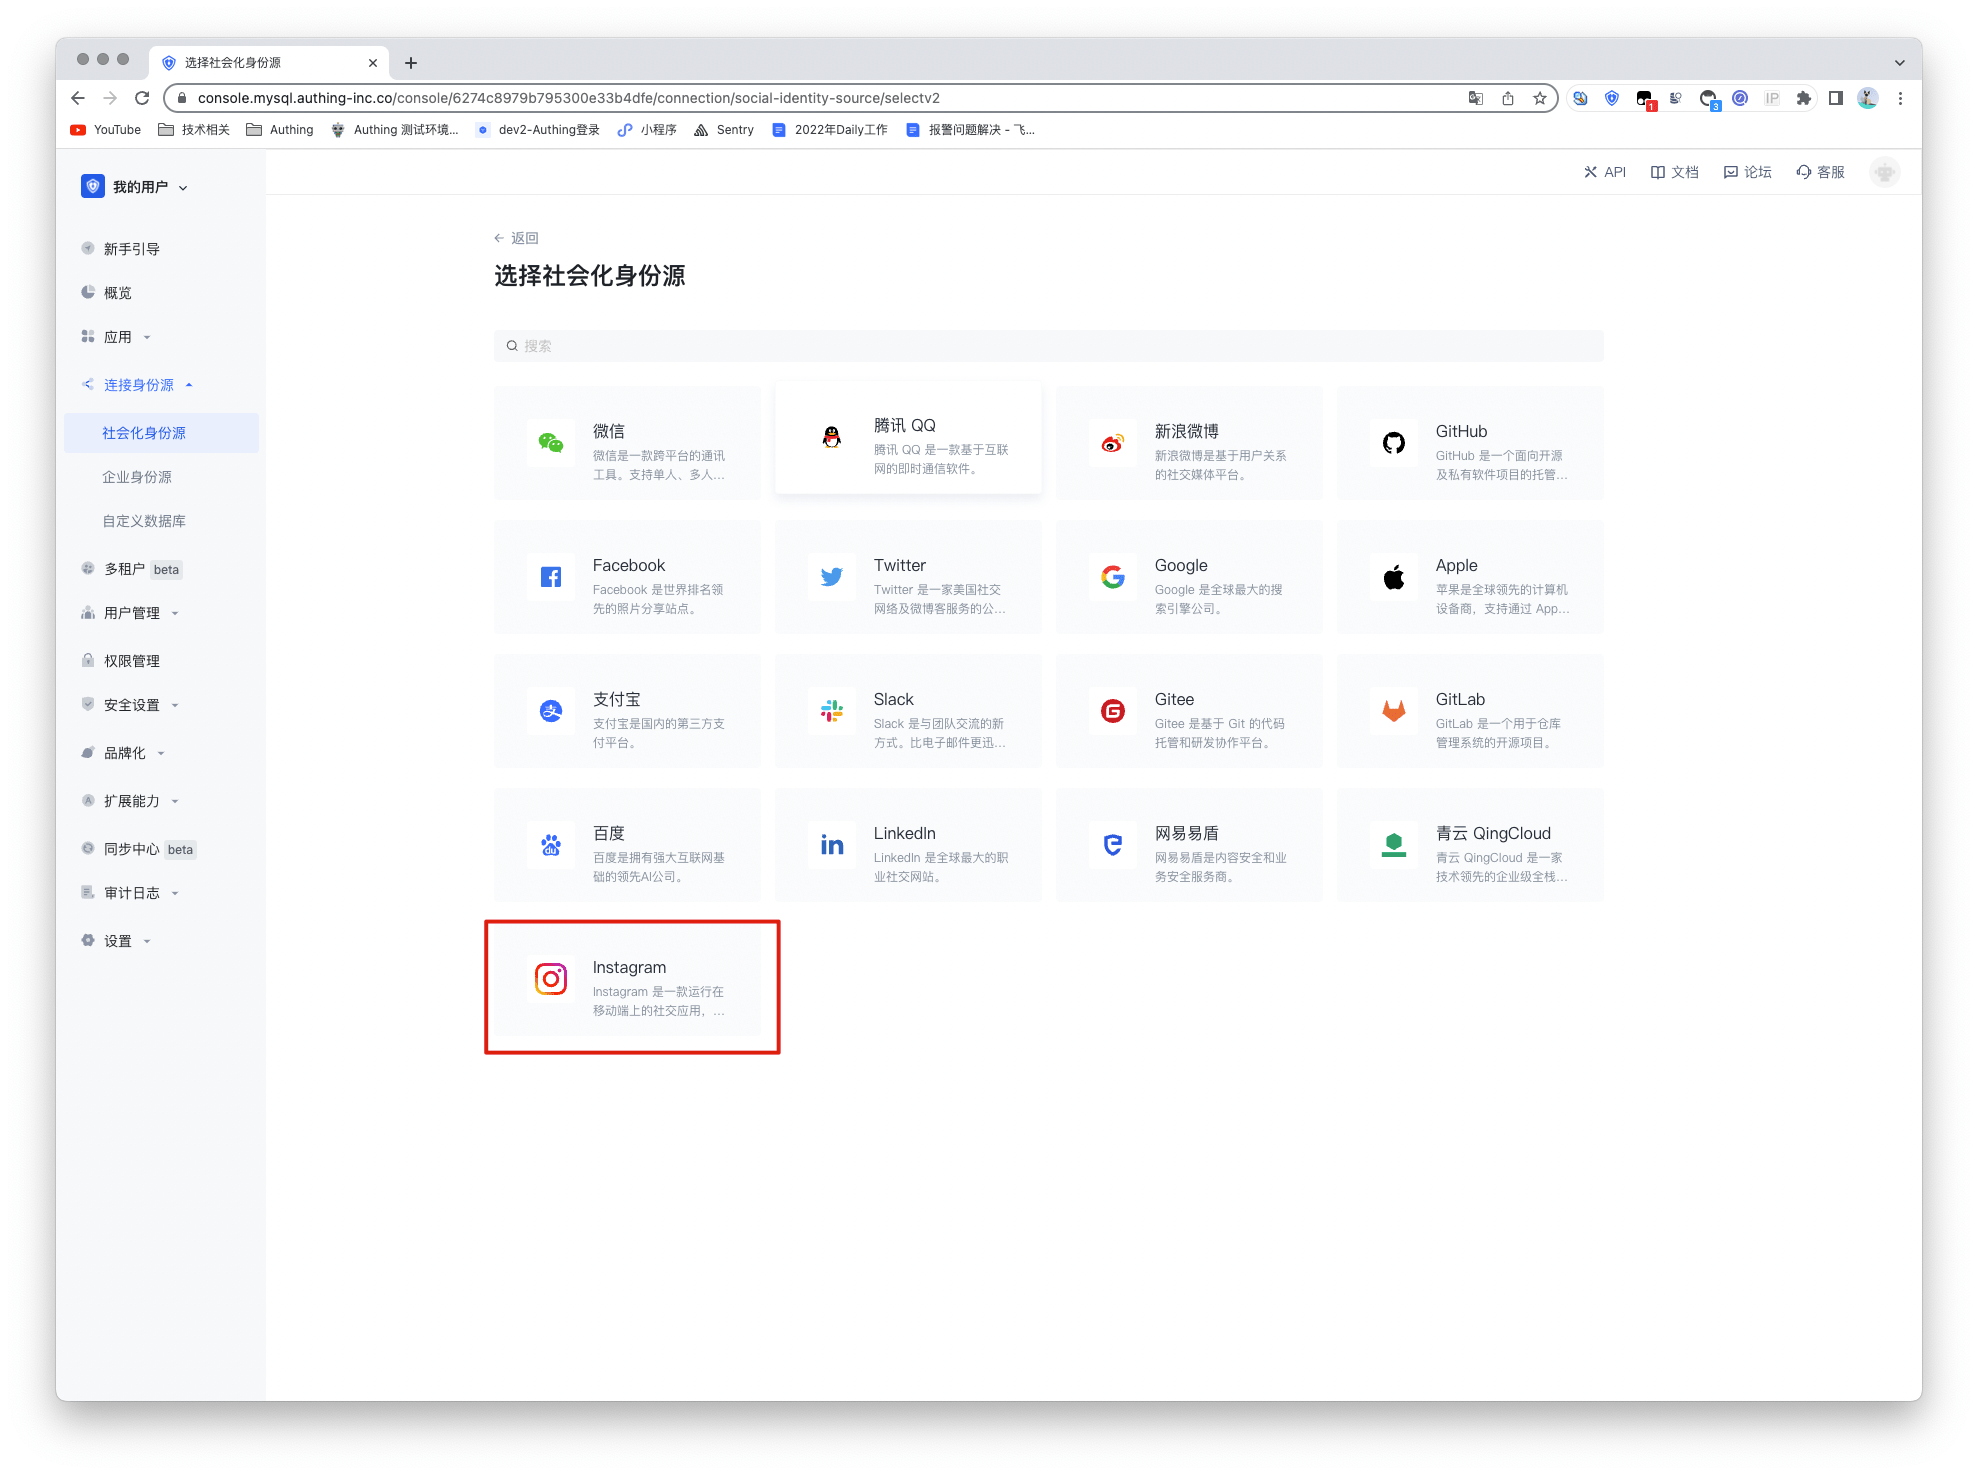 选择社会化身份源
console.mysql.authing-inc.co/console/6274c8979b795300e33b4dfe/connection/social-identity-source/selectv2
1
3
IP
YouTube
技术相关
Authing
Authing 测试环境...
dev2-Authing登录
小程序
Sentry
2022年Daily工作
报警问题解决 - 飞...
我的用户
API
文档
论坛
客服
新手引导
概览
应用
连接身份源
社会化身份源
企业身份源
自定义数据库
多租户 beta
用户管理
权限管理
安全设置
品牌化
扩展能力
同步中心 beta
审计日志
设置
← 返回
选择社会化身份源
搜索
微信
微信是一款跨平台的通讯
工具。支持单人、多人...
腾讯 QQ
腾讯 QQ 是一款基于互联
网的即时通信软件。
新浪微博
新浪微博是基于用户关系
的社交媒体平台。
GitHub
GitHub 是一个面向开源
及私有软件项目的托管...
Facebook
Facebook 是世界排名领
先的照片分享站点。
Twitter
Twitter 是一家美国社交
网络及微博客服务的公...
Google
Google 是全球最大的搜
索引擎公司。
Apple
苹果是全球领先的计算机
设备商，支持通过 App...
支付宝
支付宝是国内的第三方支
付平台。
Slack
Slack 是与团队交流的新
方式。比电子邮件更迅...
Gitee
Gitee 是基于 Git 的代码
托管和研发协作平台。
GitLab
GitLab 是一个用于仓库
管理系统的开源项目。
du
百度
百度是拥有强大互联网基
础的领先AI公司。
in
LinkedIn
LinkedIn 是全球最大的职
业社交网站。
网易易盾
网易易盾是内容安全和业
务安全服务商。
青云 QingCloud
青云 QingCloud 是一家
技术领先的企业级全栈...
Instagram
Instagram 是一款运行在
移动端上的社交应用，...